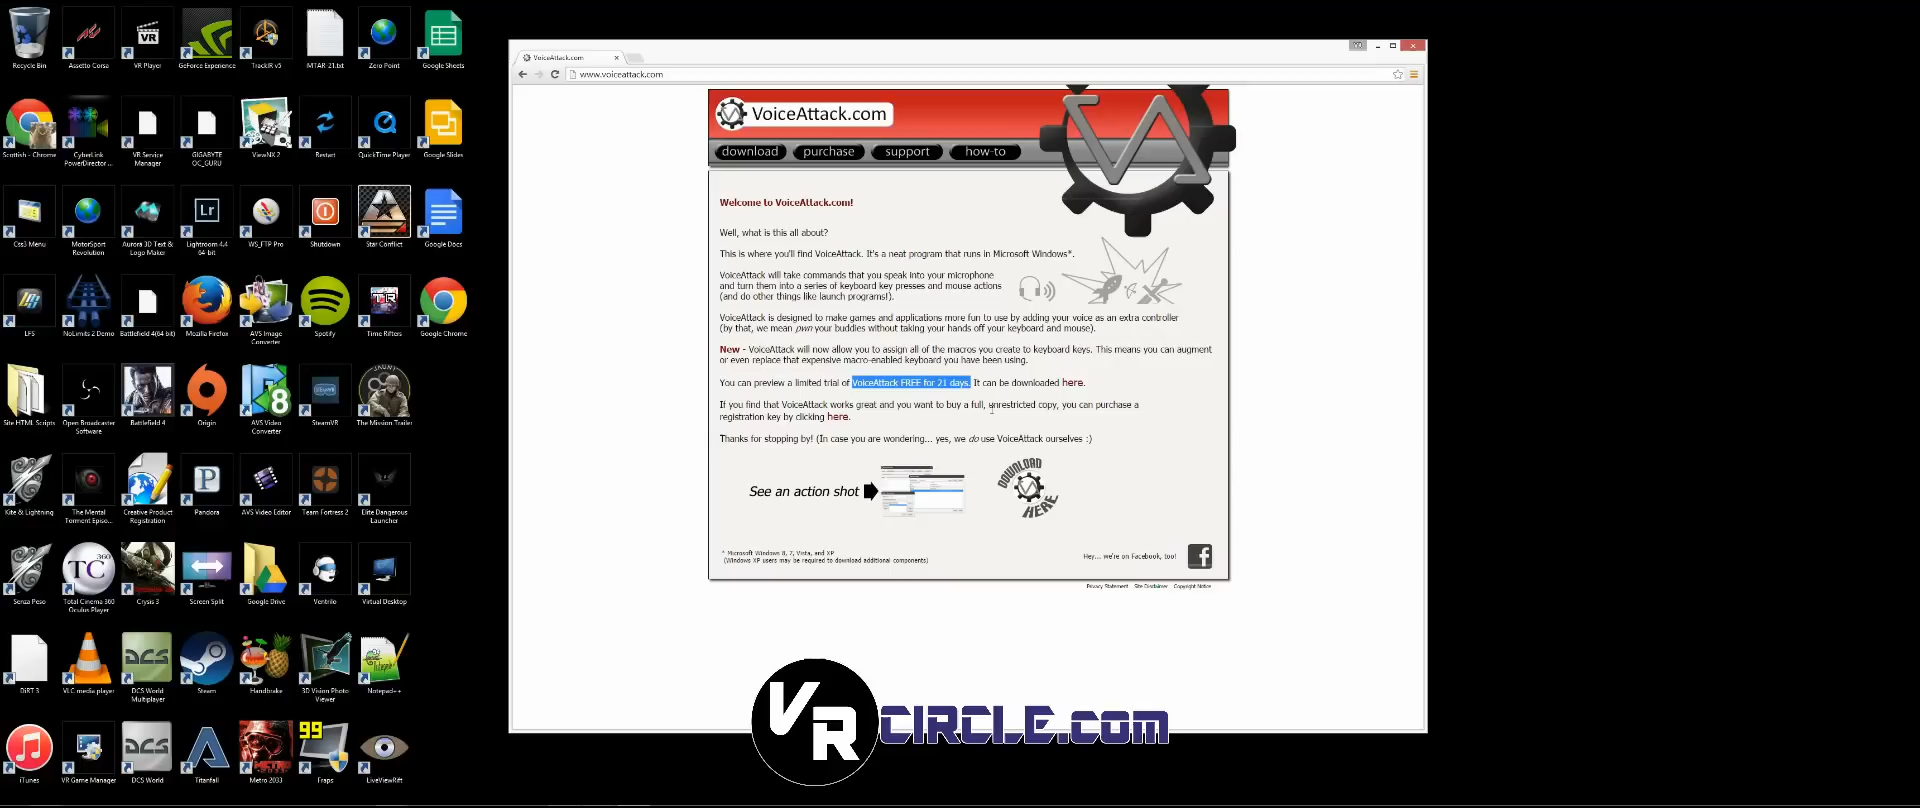 Recycle Bin
Assetto Corsa
VR Player
GeForce Experience
TrackIR v5
MTAR-21.txt
Zero Point
Google Sheets
Scottish - Chrome
CyberLink
PowerDirector ...
VR Service
Manager
GIGABYTE
OC_GURU
ViewNX 2
Restart
QuickTime Player
Google Slides
Css3 Menu
MotorSport
Revolution
Aurora 3D Text &
Logo Maker
Lr
Lightroom 4.4
64-bit
WS_FTP Pro
Shutdown
Star Conflict
Google Docs
LFS
NoLimits 2 Demo
Battlefield 4(64 bit)
Mozilla Firefox
AVS Image
Converter
Spotify
Time Rifters
Google Chrome
Site HTML Scripts
Open Broadcaster
Software
Battlefield 4
Origin
8
AVS Video
Converter
SteamVR
JAUNT
The Mission Trailer
Kite & Lightning
The Mental
Torment Episo...
Creative Product
Registration
P
Pandora
AVS Video Editor
Team Fortress 2
Elite Dangerous
Launcher
Senza Peso
TC 360
Total Cinema 360
Oculus Player
Crysis 3
Screen Split
Google Drive
Ventrilo
Virtual Desktop
DiRT 3
VLC media player
DCS
DCS World
Multiplayer
Steam
Handbrake
3D Vision Photo
Viewer
Notepad++
iTunes
VR Game Manager
DCS
DCS World
Titanfall
Metro 2033
99
Fraps
LiveViewRift
VoiceAttack.com
www.voiceattack.com
VoiceAttack.com
VA
download
purchase
support
how-to
Welcome to VoiceAttack.com!
Well, what is this all about?
This is where you'll find VoiceAttack. It's a neat program that runs in Microsoft Windows*.
VoiceAttack will take commands that you speak into your microphone
and turn them into a series of keyboard key presses and mouse actions
(and do other things like launch programs!).
VoiceAttack is designed to make games and applications more fun to use by adding your voice as an extra controller
(by that, we mean pwn your buddies without taking your hands off your keyboard and mouse).
New - VoiceAttack will now allow you to assign all of the macros you create to keyboard keys. This means you can augment
or even replace that expensive macro-enabled keyboard you have been using.
You can preview a limited trial of VoiceAttack FREE for 21 days. It can be downloaded here.
If you find that VoiceAttack works great and you want to buy a full, unrestricted copy, you can purchase a
registration key by clicking here.
Thanks for stopping by! (In case you are wondering... yes, we do use VoiceAttack ourselves :)
See an action shot
DOWNLOAD
HERE
* Microsoft Windows 8, 7, Vista, and XP
(Windows XP users may be required to download additional components)
Hey... we're on Facebook, too!
f
Privacy Statement Site Disclaimer Copyright Notice
VR CIRCLE.COM